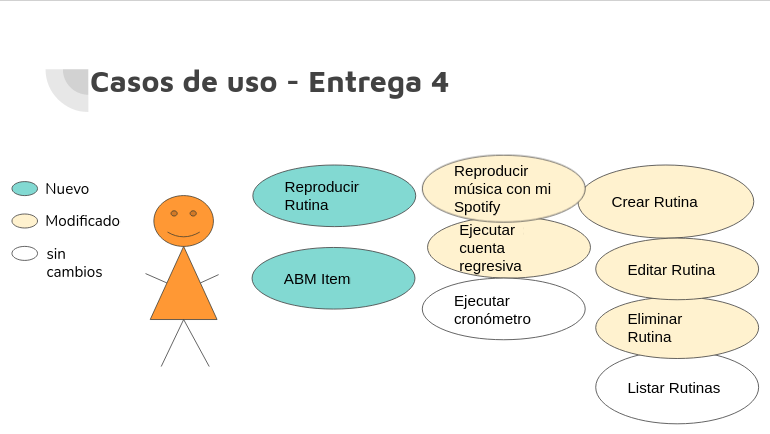 Casos de uso - Entrega 4
Nuevo
Modificado
sin
cambios
Reproducir
Rutina
ABM Item
Reproducir
música con mi
Spotify
Ejecutar
cuenta
regresiva
Ejecutar
cronómetro
Crear Rutina
Editar Rutina
Eliminar
Rutina
Listar Rutinas